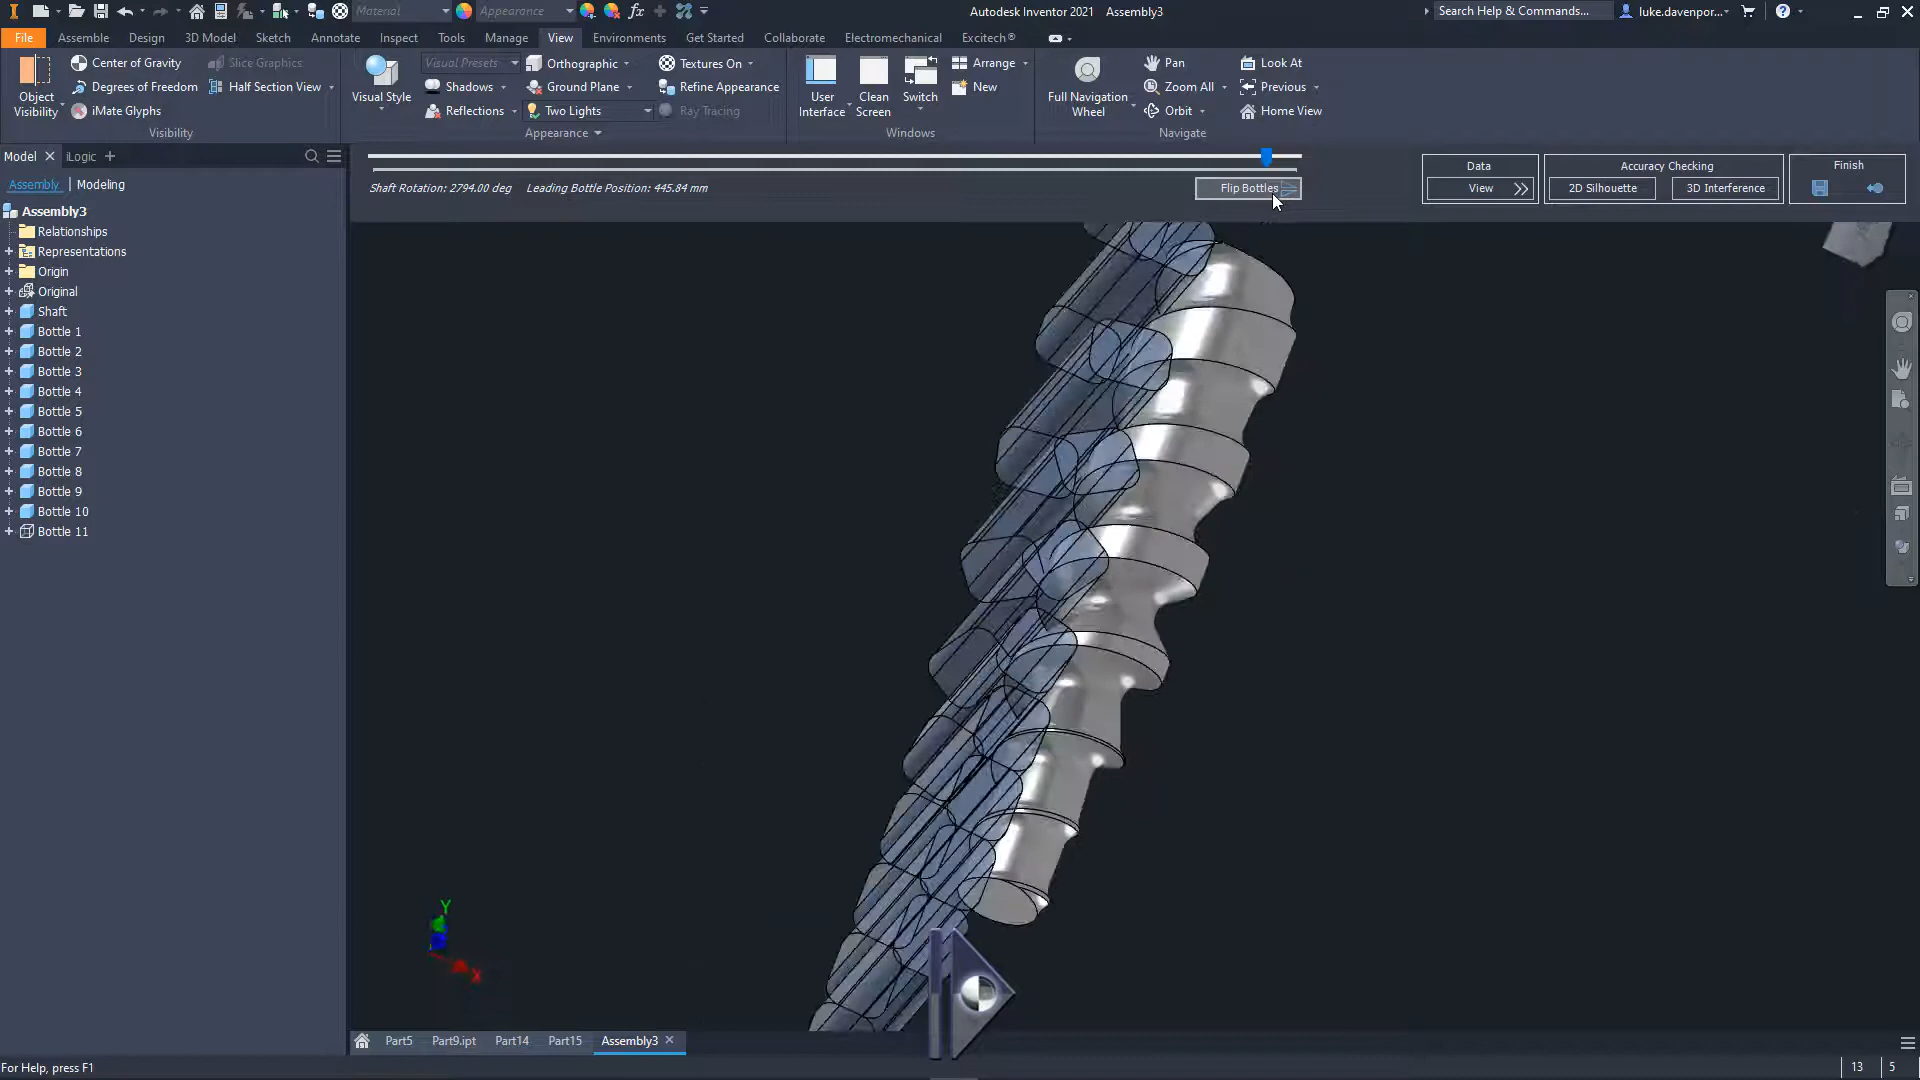 Material
Appearance
fx
Autodesk Inventor 2021 Assembly3
Search Help & Commands...
luke.davenpor...
File
Assemble
Design
3D Model
Sketch
Annotate
Inspect
Tools
Manage
View
Environments
Get Started
Collaborate
Electromechanical
Excitech®
Object
Visibility
Center of Gravity
Degrees of Freedom
iMate Glyphs
Slice Graphics
Half Section View
Visibility
Visual Style
Visual Presets
Shadows
Reflections
Orthographic
Ground Plane
Two Lights
Textures On
Refine Appearance
Ray Tracing
Appearance
User
Interface
Clean
Screen
Switch
Arrange
New
Windows
Full Navigation
Wheel
Pan
Zoom All
Orbit
Look At
Previous
Home View
Navigate
Model
iLogic
Assembly | Modeling
Assembly3
Relationships
Representations
Origin
Original
Shaft
Bottle 1
Bottle 2
Bottle 3
Bottle 4
Bottle 5
Bottle 6
Bottle 7
Bottle 8
Bottle 9
Bottle 10
Bottle 11
Shaft Rotation: 2794.00 deg Leading Bottle Position: 445.84 mm
Flip Bottles
Data
View
Accuracy Checking
2D Silhouette
3D Interference
Finish
Y
X
Part5
Part9.ipt
Part14
Part15
Assembly3
For Help, press F1
13
5